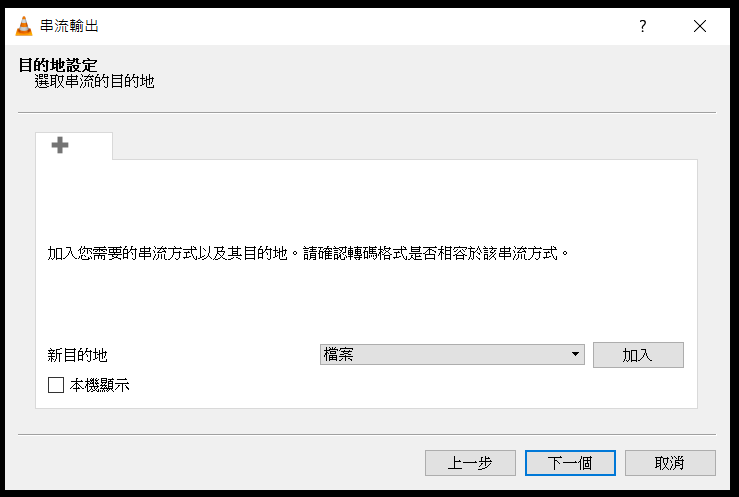 串流輸出
?
目的地設定
選取串流的目的地
加入您需要的串流方式以及其目的地。請確認轉碼格式是否相容於該串流方式。
新目的地
檔案
加入
本機顯示
上一步
下一個
取消